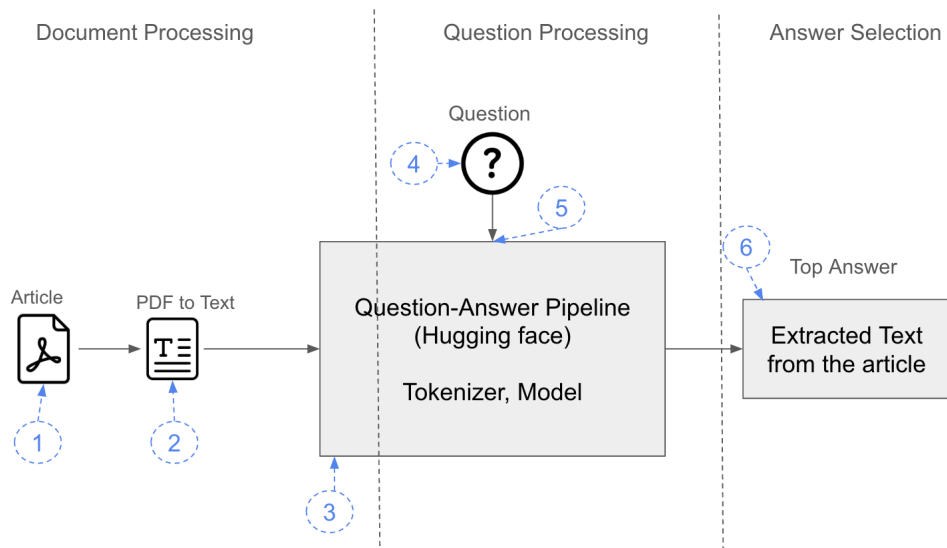 Document Processing
Question Processing
Answer Selection
Question
?
4
5
6
Top Answer
Article
PDF to Text
T
Question-Answer Pipeline
(Hugging face)
Tokenizer, Model
Extracted Text
from the article
1
2
3